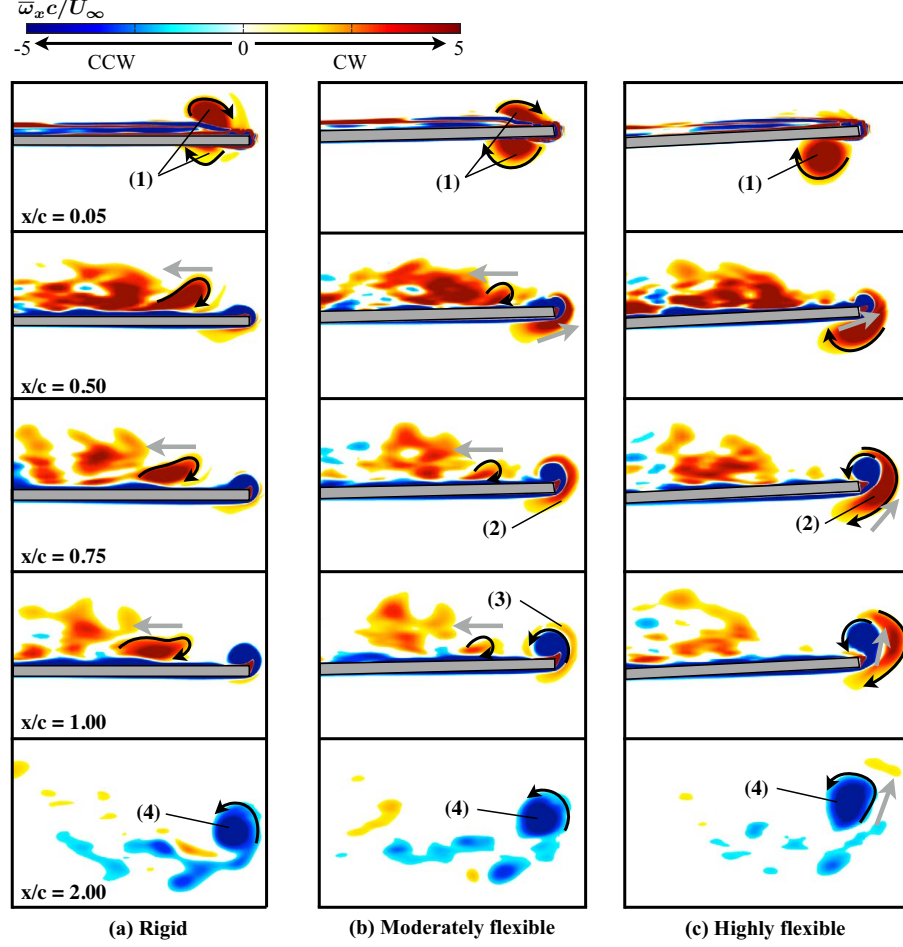 ω̅ₓc/U∞
-5 0 5
CCW CW
(1) (1) (1)
x/c = 0.05
x/c = 0.50
(2) (2)
x/c = 0.75
(3)
x/c = 1.00
(4) (4) (4)
x/c = 2.00
(a) Rigid (b) Moderately flexible (c) Highly flexible